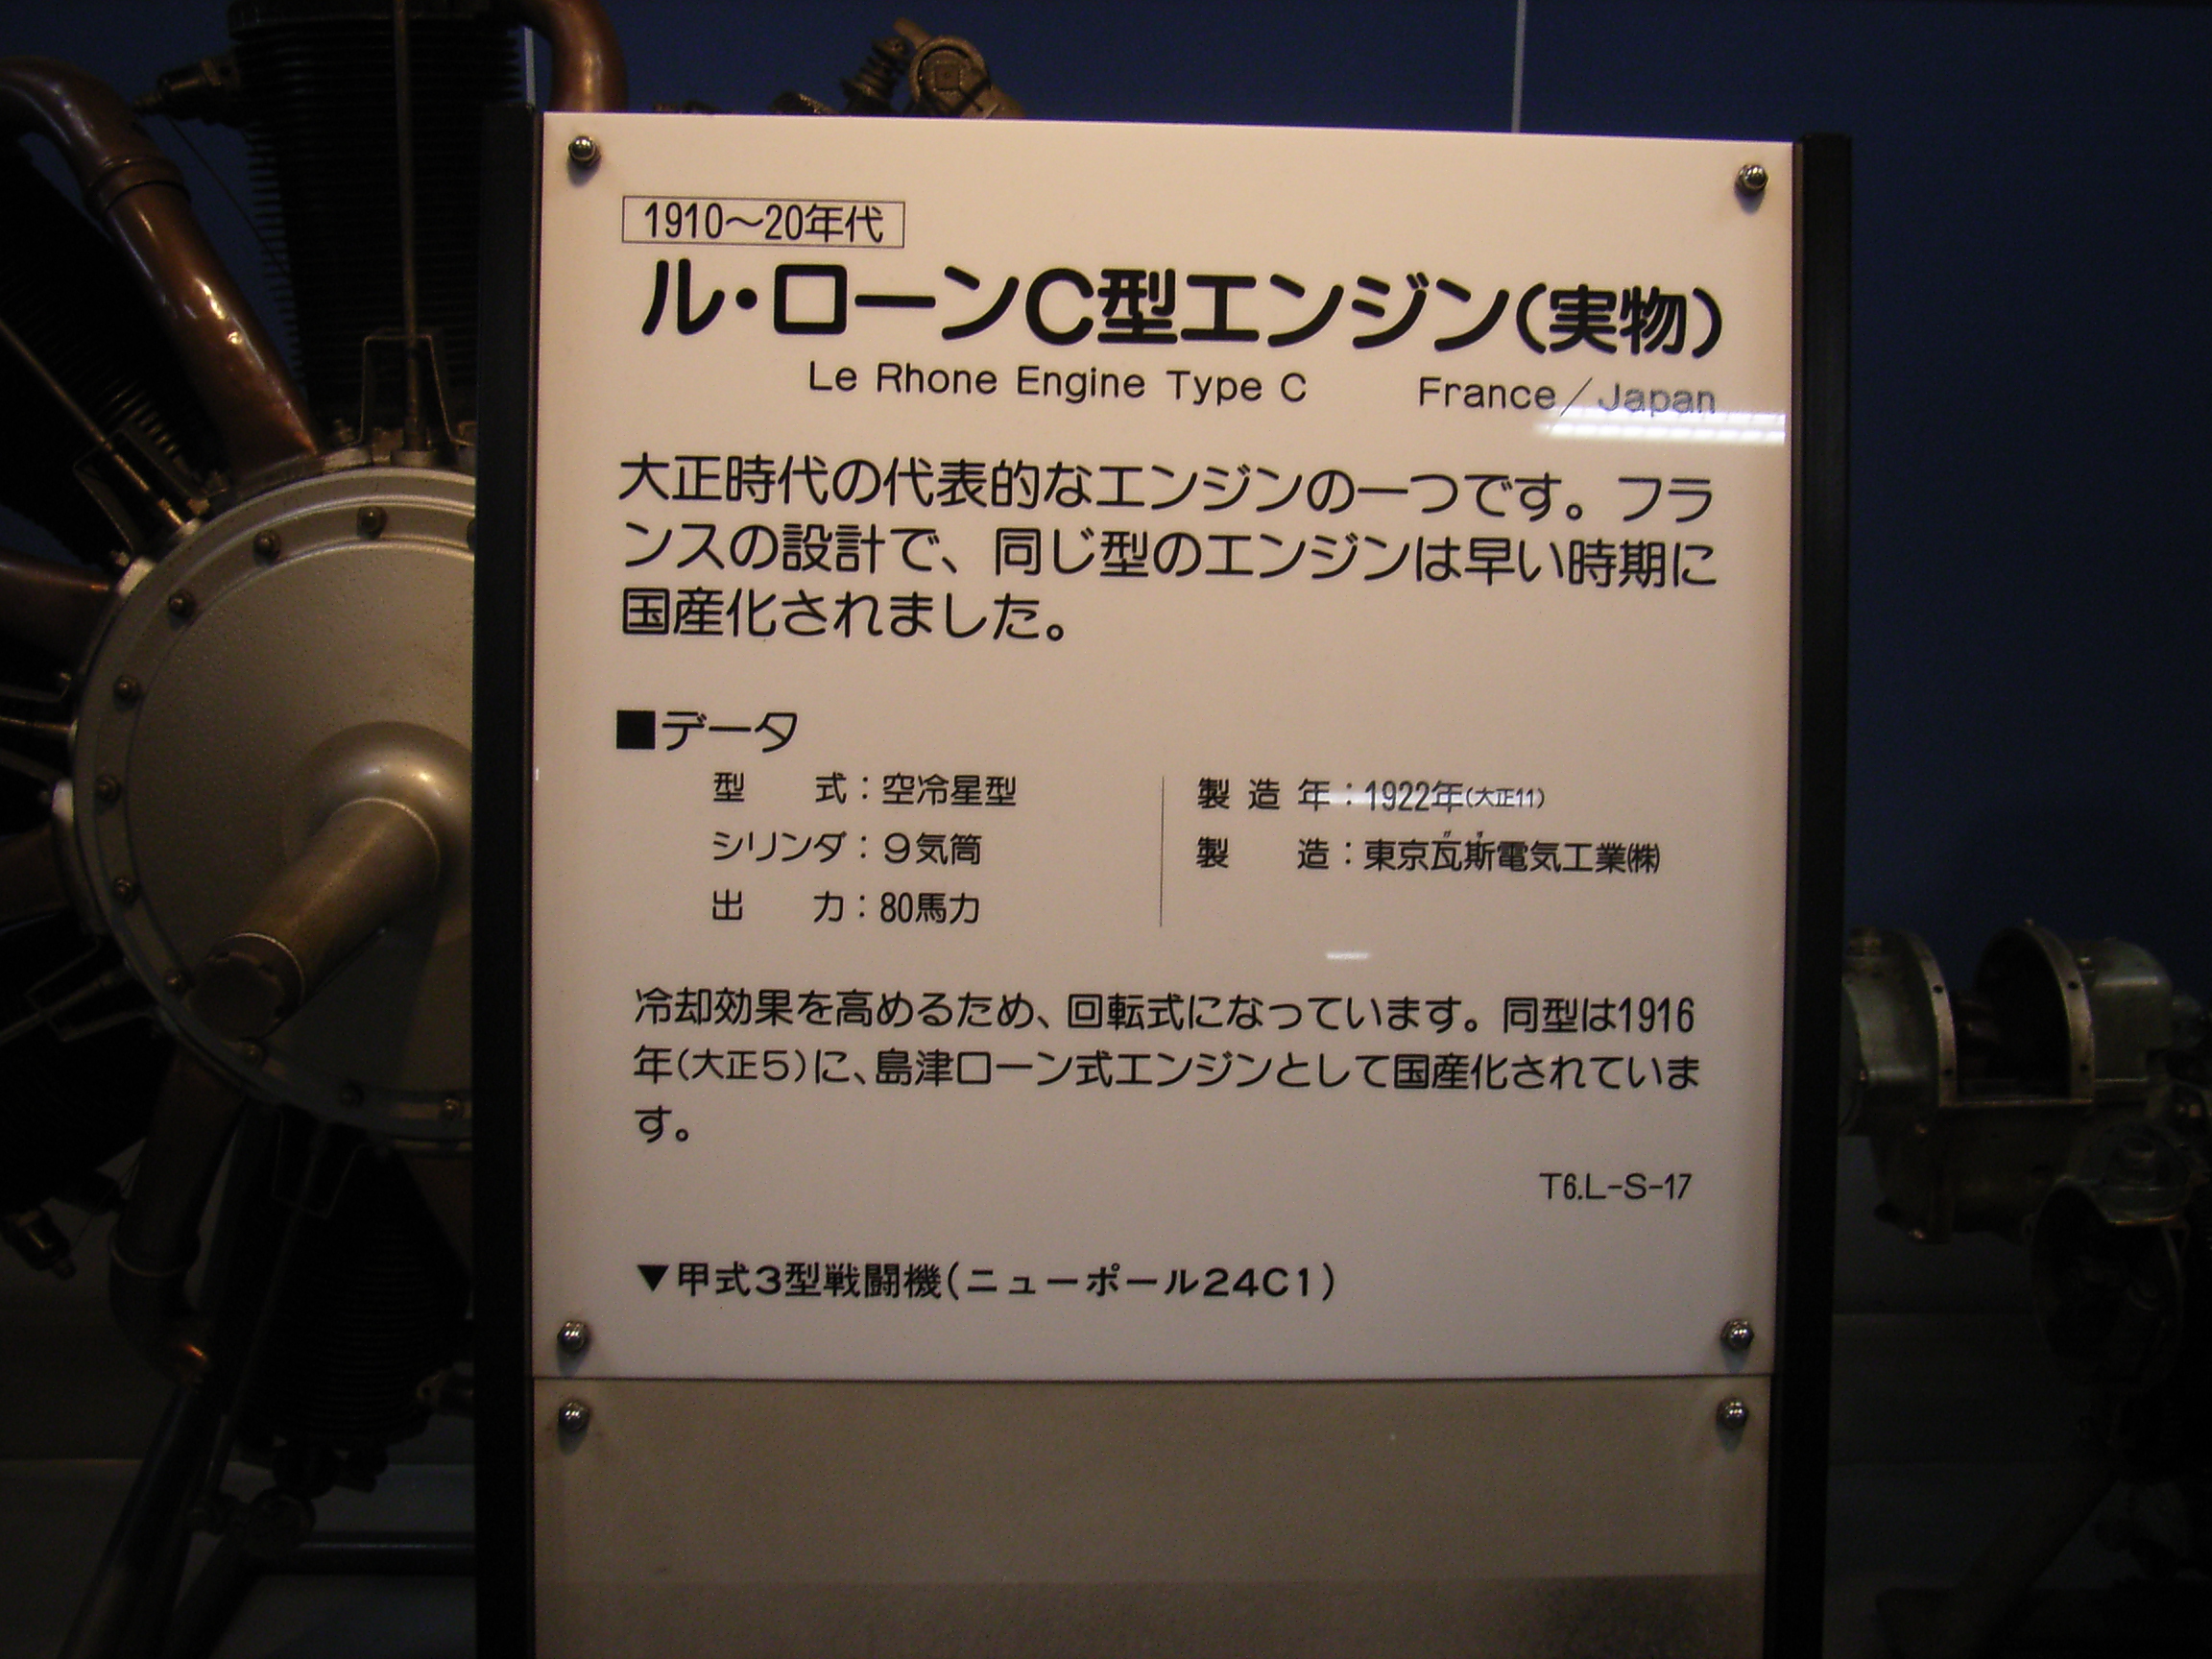 1910〜20年代
ル・ローンC型エンジン(実物)
Le Rhone Engine Type C France／Japan
大正時代の代表的なエンジンの一つです。フラ
ンスの設計で、同じ型のエンジンは早い時期に
国産化されました。
■データ
型 式：空冷星型
シリンダ：9気筒
出 力：80馬力
製造年：1922年(大正11)
ガス
製 造：東京瓦斯電気工業㈱
冷却効果を高めるため、回転式になっています。同型は1916
年(大正5)に、島津ローン式エンジンとして国産化されていま
す。
T6.L-S-17
▼甲式3型戦闘機(ニューポール24C1)